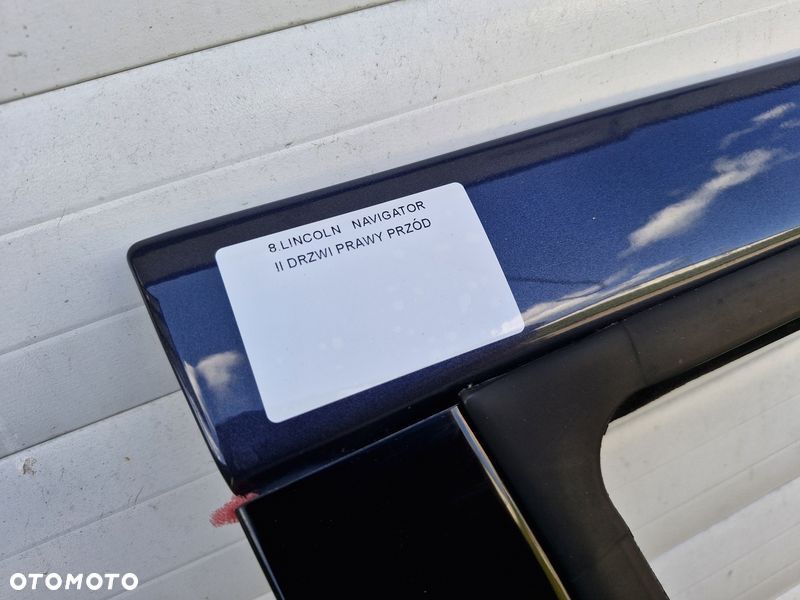 8 LINCOLN NAVIGATOR
II DRZWI PRAWY PRZÓD
OTOMOTO